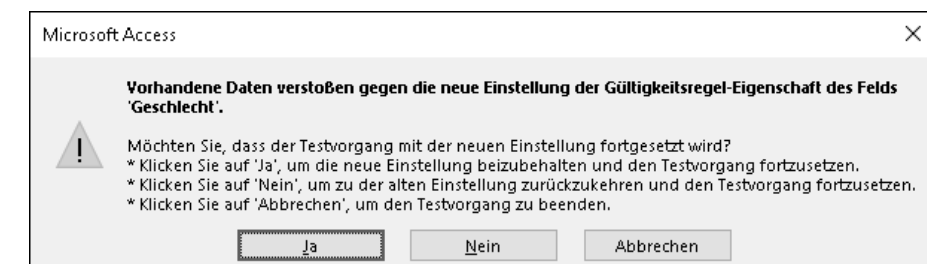 Microsoft Access
Vorhandene Daten verstoßen gegen die neue Einstellung der Gültigkeitsregel-Eigenschaft des Felds
'Geschlecht'.
Möchten Sie, dass der Testvorgang mit der neuen Einstellung fortgesetzt wird?
* Klicken Sie auf 'Ja', um die neue Einstellung beizubehalten und den Testvorgang fortzusetzen.
* Klicken Sie auf 'Nein', um zu der alten Einstellung zurückzukehren und den Testvorgang fortzusetzen.
* Klicken Sie auf 'Abbrechen', um den Testvorgang zu beenden.
Ja Nein Abbrechen